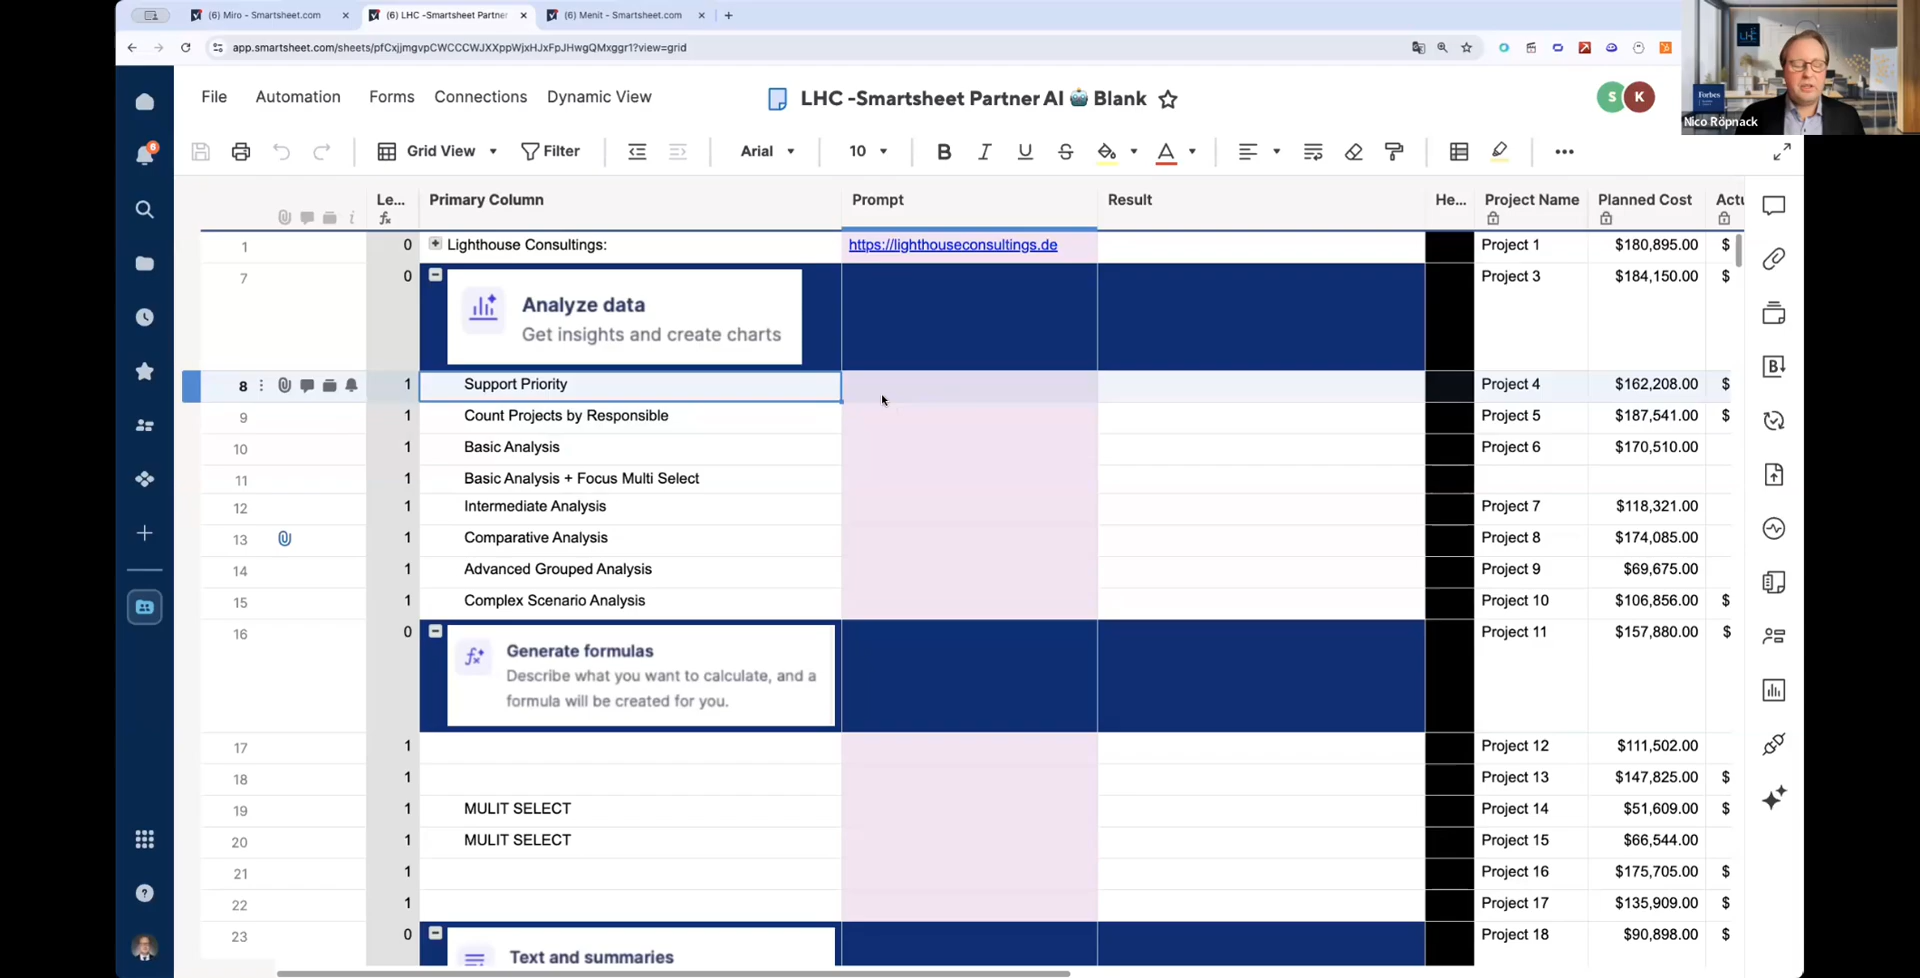 (6) Miro - Smartsheet.com
(6) LHC -Smartsheet Partner
(6) Menit - Smartsheet.com
app.smartsheet.com/sheets/pfCxjjmgvpCWCCCWJXXppWjxHJxFpJHwgQMxggr1?view=grid
File Automation Forms Connections Dynamic View
LHC -Smartsheet Partner AI 🤖 Blank
S K
Forbes
Nico Röpnack
6
Grid View Filter Arial 10 B I U S A
Le... Primary Column Prompt Result He... Project Name Planned Cost Actu
1 0 Lighthouse Consultings: https://lighthouseconsultings.de Project 1 $180,895.00 $
7 0 Analyze data Project 3 $184,150.00 $
Get insights and create charts
8 1 Support Priority Project 4 $162,208.00 $
9 1 Count Projects by Responsible Project 5 $187,541.00 $
10 1 Basic Analysis Project 6 $170,510.00
11 1 Basic Analysis + Focus Multi Select
12 1 Intermediate Analysis Project 7 $118,321.00
13 1 Comparative Analysis Project 8 $174,085.00
14 1 Advanced Grouped Analysis Project 9 $69,675.00
15 1 Complex Scenario Analysis Project 10 $106,856.00 $
16 0 Generate formulas Project 11 $157,880.00 $
Describe what you want to calculate, and a
formula will be created for you.
17 1 Project 12 $111,502.00
18 1 Project 13 $147,825.00 $
19 1 MULIT SELECT Project 14 $51,609.00 $
20 1 MULIT SELECT Project 15 $66,544.00
21 1 Project 16 $175,705.00 $
22 1 Project 17 $135,909.00 $
23 0 Text and summaries Project 18 $90,898.00 $